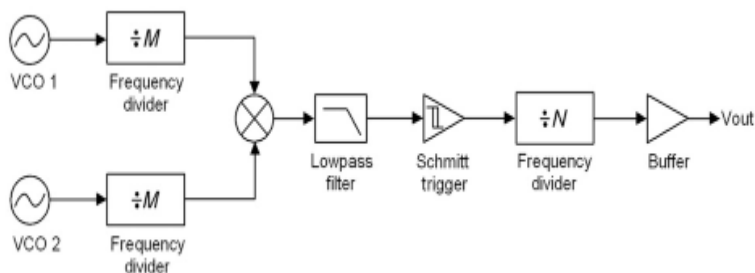 ÷M
VCO 1
Frequency
divider
Lowpass
filter
Schmitt
trigger
÷N
Frequency
divider
Buffer
Vout
÷M
VCO 2
Frequency
divider